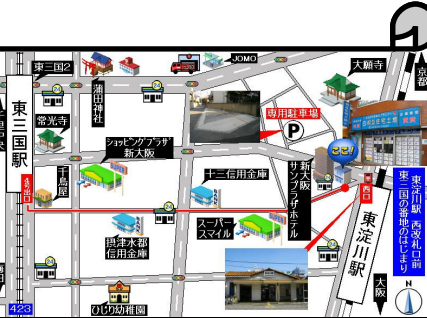 JOMO
東三国2
蒲田神社
大願寺
京都
専用駐車場
P
東三国駅
常光寺
ショッピングプラザ
新大阪
ここ!
千鳥屋
十三信用金庫
新大阪
サンプラザホテル
西口
東淀川駅 西改札口前
東三国の番地のはじまり
東淀川駅
摂津水都
信用金庫
スーパー
スマイル
大阪
ひじり幼稚園
423
N